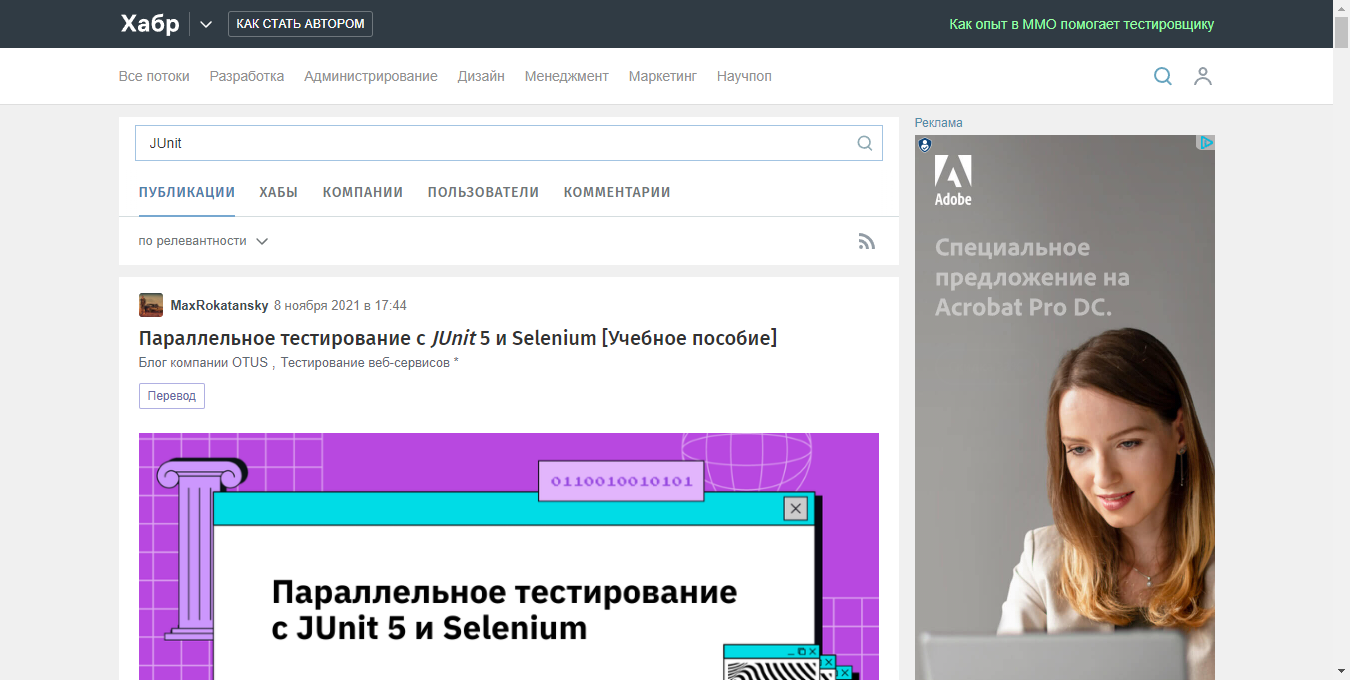 Хабр
КАК СТАТЬ АВТОРОМ
Как опыт в ММО помогает тестировщику
Все потоки Разработка Администрирование Дизайн Менеджмент Маркетинг Научпоп
JUnit
ПУБЛИКАЦИИ ХАБЫ КОМПАНИИ ПОЛЬЗОВАТЕЛИ КОММЕНТАРИИ
по релевантности
MaxRokatansky 8 ноября 2021 в 17:44
Параллельное тестирование с JUnit 5 и Selenium [Учебное пособие]
Блог компании OTUS , Тестирование веб-сервисов *
Перевод
0110010010101
Параллельное тестирование
с JUnit 5 и Selenium
Реклама
Adobe
Специальное
предложение на
Acrobat Pro DC.